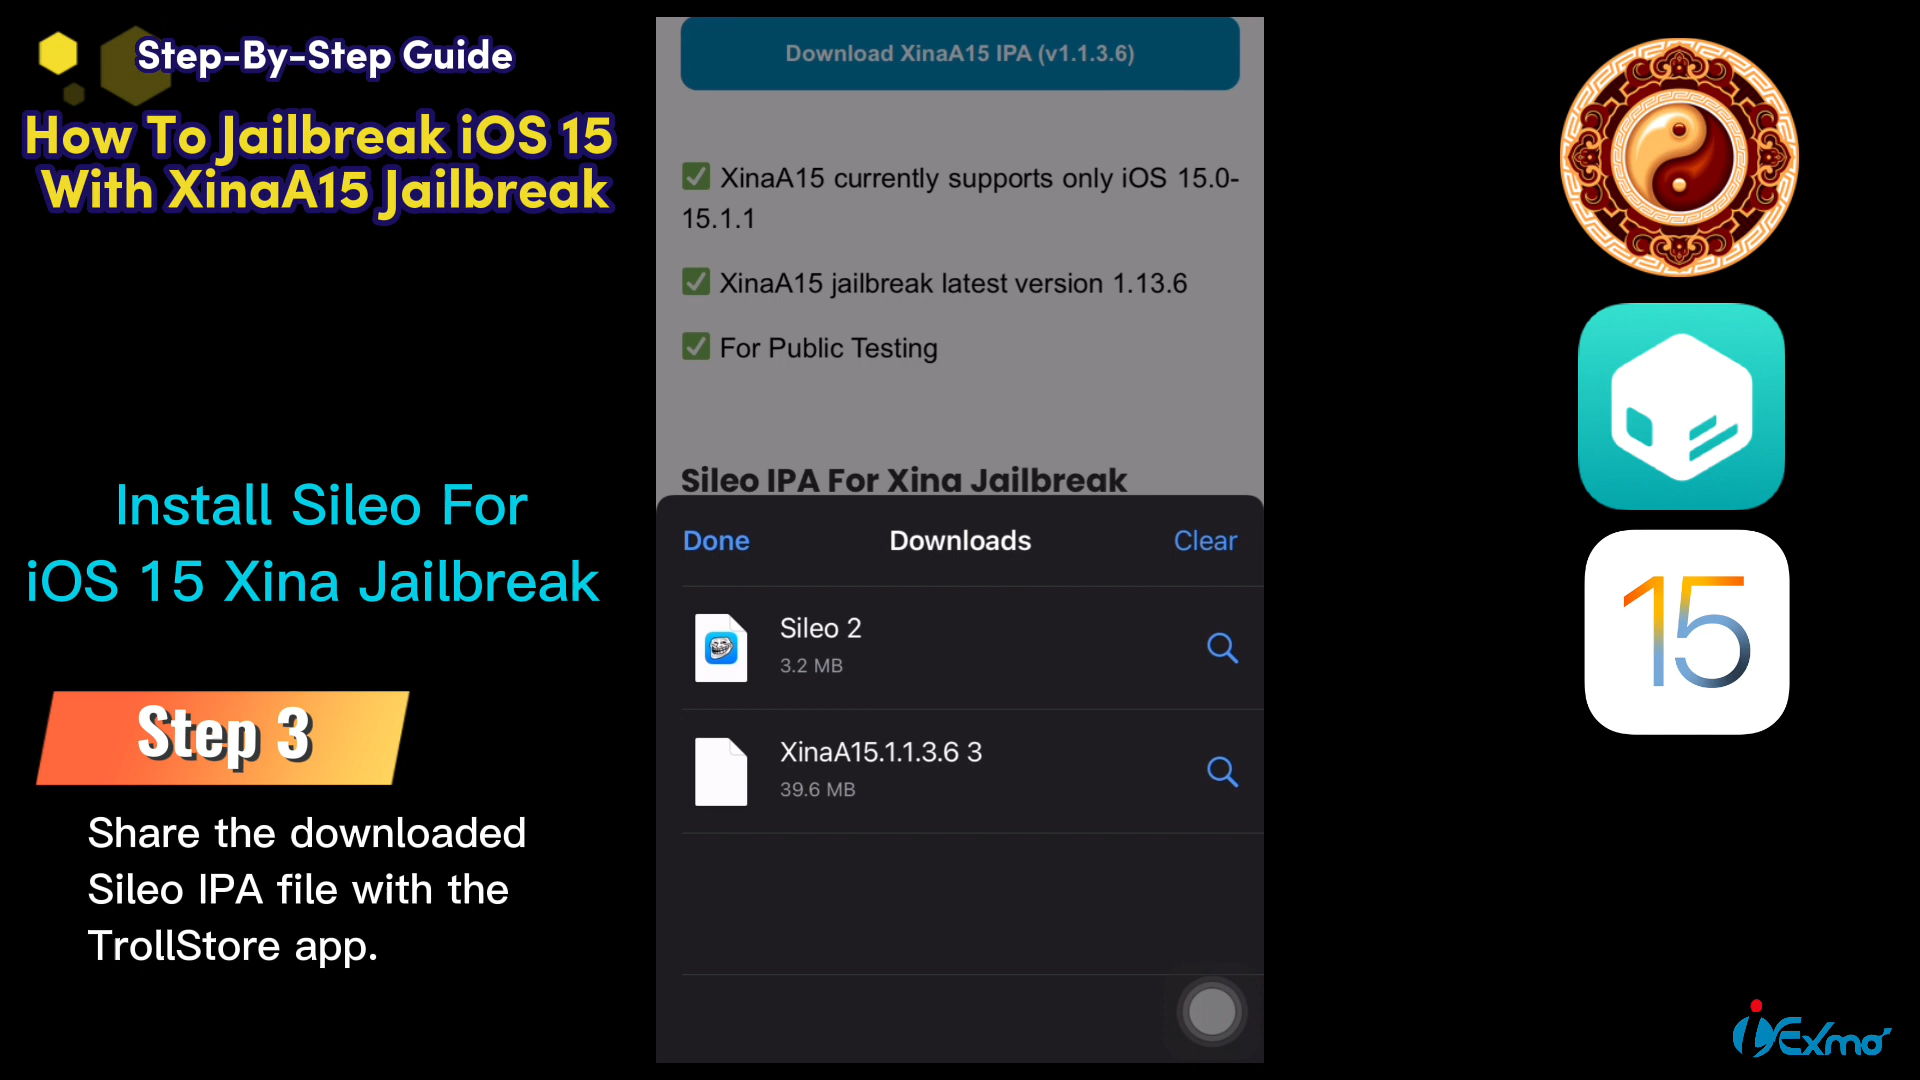 Step-By-Step Guide
How To Jailbreak iOS 15
With XinaA15 Jailbreak
Install Sileo For
iOS 15 Xina Jailbreak
Step 3
Share the downloaded
Sileo IPA file with the
TrollStore app.
Download XinaA15 IPA (v1.1.3.6)
✅ XinaA15 currently supports only iOS 15.0-
15.1.1
✅ XinaA15 jailbreak latest version 1.13.6
✅ For Public Testing
Sileo IPA For Xina Jailbreak
Done Downloads Clear
Sileo 2
3.2 MB
XinaA15.1.1.3.6 3
39.6 MB
15
iExmo